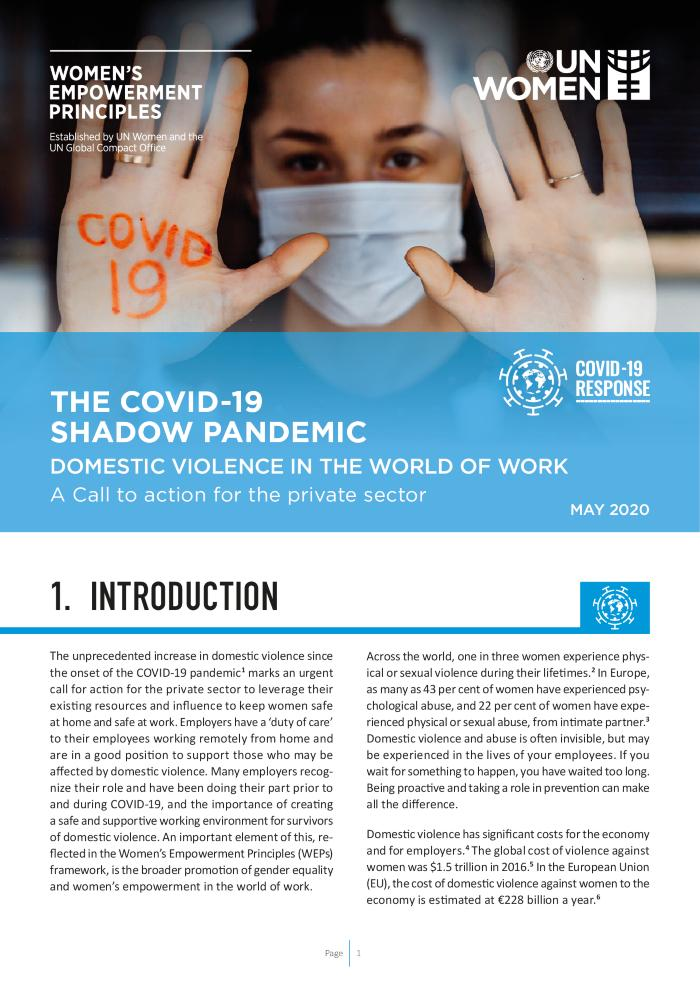 WOMEN'S
EMPOWERMENT
PRINCIPLES
Established by UN Women and the
UN Global Compact Office
UN
WOMEN
COVID
19
COVID-19
RESPONSE
THE COVID-19
SHADOW PANDEMIC
DOMESTIC VIOLENCE IN THE WORLD OF WORK
A Call to action for the private sector
MAY 2020
1. INTRODUCTION
The unprecedented increase in domestic violence since
the onset of the COVID-19 pandemic¹ marks an urgent
call for action for the private sector to leverage their
existing resources and influence to keep women safe
at home and safe at work. Employers have a ‘duty of care’
to their employees working remotely from home and
are in a good position to support those who may be
affected by domestic violence. Many employers recog-
nize their role and have been doing their part prior to
and during COVID-19, and the importance of creating
a safe and supportive working environment for survivors
of domestic violence. An important element of this, re-
flected in the Women’s Empowerment Principles (WEPs)
framework, is the broader promotion of gender equality
and women’s empowerment in the world of work.
Across the world, one in three women experience phys-
ical or sexual violence during their lifetimes.² In Europe,
as many as 43 per cent of women have experienced psy-
chological abuse, and 22 per cent of women have expe-
rienced physical or sexual abuse, from intimate partner.³
Domestic violence and abuse is often invisible, but may
be experienced in the lives of your employees. If you
wait for something to happen, you have waited too long.
Being proactive and taking a role in prevention can make
all the difference.
Domestic violence has significant costs for the economy
and for employers.⁴ The global cost of violence against
women was $1.5 trillion in 2016.⁵ In the European Union
(EU), the cost of domestic violence against women to the
economy is estimated at €228 billion a year.⁶
Page 1